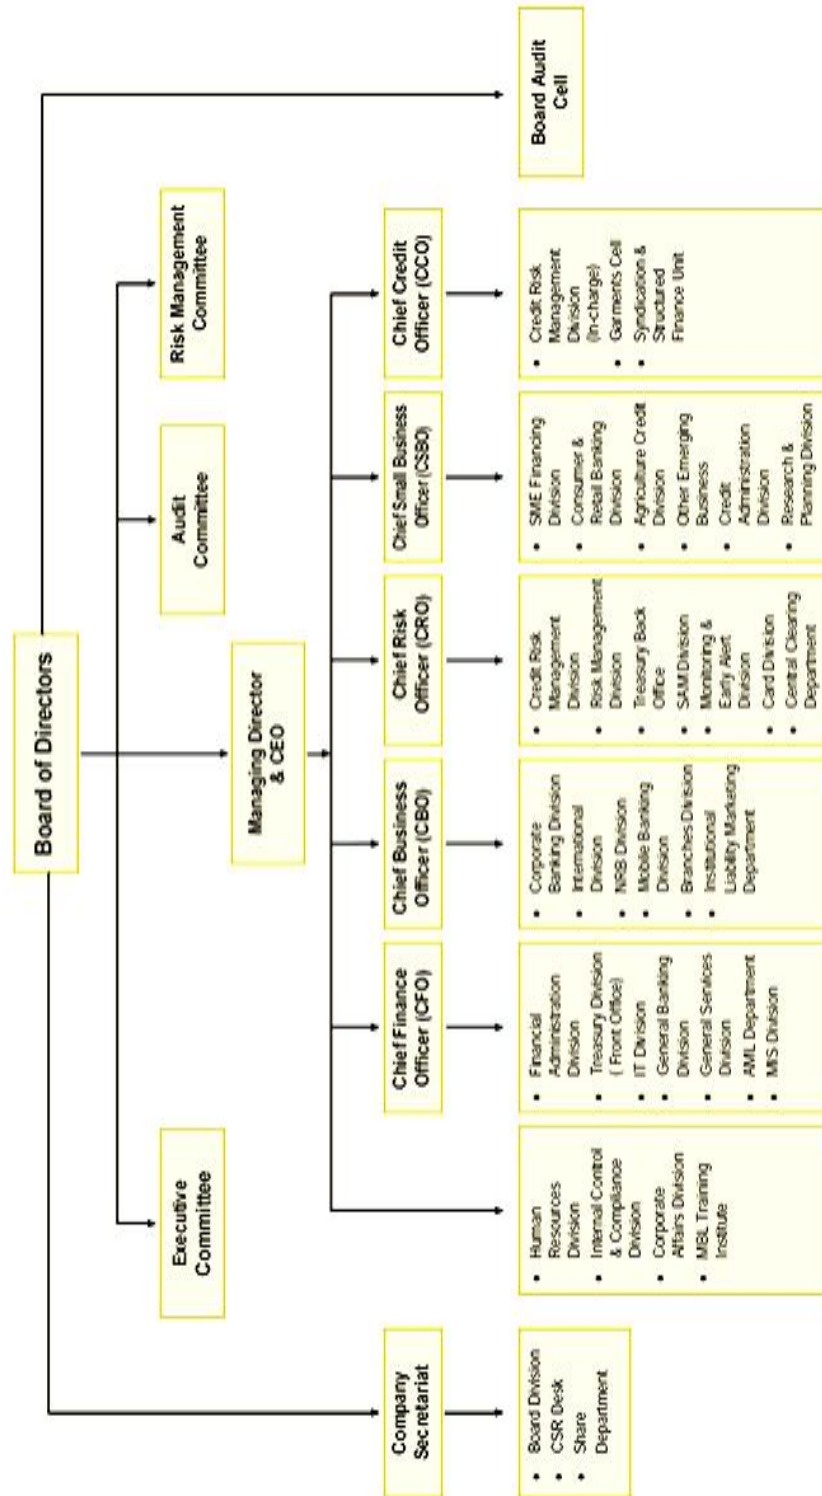 Board of Directors
Executive
Committee
Audit
Committee
Risk Management
Committee
Managing Director
& CEO
Company
Secretariat
Chief Finance
Officer (CFO)
Chief Business
Officer (CBO)
Chief Risk
Officer (CRO)
Chief Small Business
Officer (CSBO)
Chief Credit
Officer (CCO)
• Board Division
• CSR Desk
• Share
Department
• Human
Resources
Division
• Internal Control
& Compliance
Division
• Corporate
Affairs Division
• MBL Training
Institute
• Financial
Administration
Division
• Treasury Division
( Front Office)
• IT Division
• General Banking
Division
• General Services
Division
• AML Department
• MIS Division
• Corporate
Banking Division
• International
Division
• NRB Division
• Mobile Banking
Division
• Branches Division
• Institutional
Liability Marketing
Department
• Credit Risk
Management
Division
• Risk Management
Division
• Treasury Back
Office
• SAM Division
• Monitoring &
Early Alert
Division
• Card Division
• Central Clearing
Department
• SME Financing
Division
• Consumer &
Retail Banking
Division
• Agriculture Credit
Division
• Other Emerging
Business
• Credit
Administration
Division
• Research &
Planning Division
• Credit Risk
Management
Division
(In-charge)
• Garments Cell
• Syndication &
Structured
Finance Unit
Board Audit
Cell